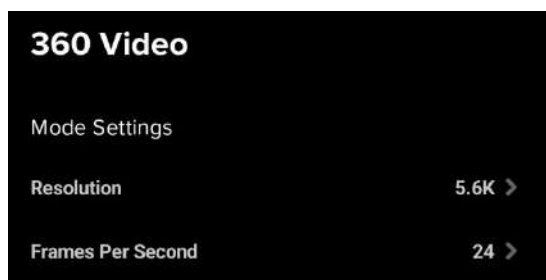 360 Video
Mode Settings
Resolution 5.6K
Frames Per Second 24